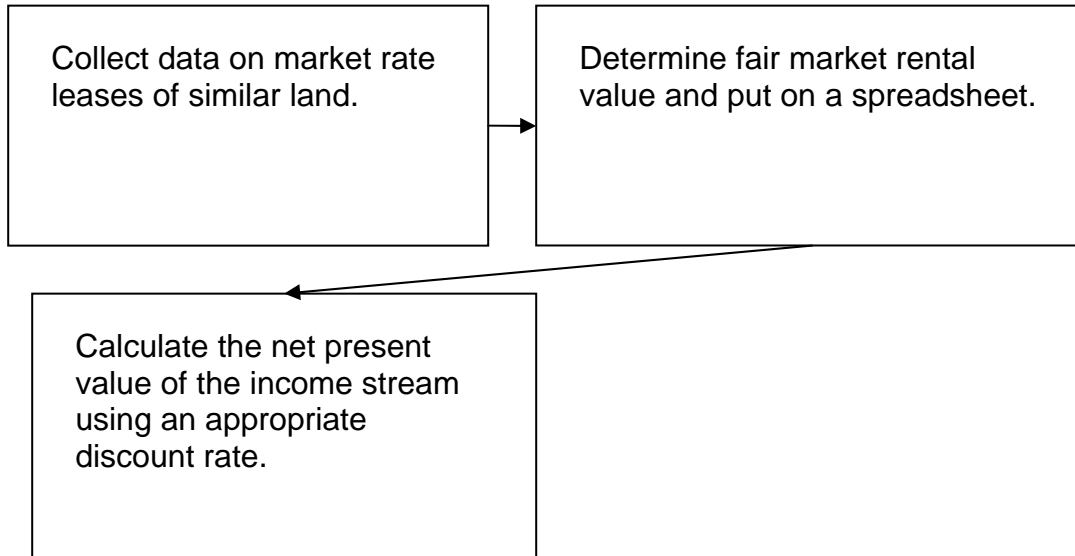 Collect data on market rate
leases of similar land.
Determine fair market rental
value and put on a spreadsheet.
Calculate the net present
value of the income stream
using an appropriate
discount rate.